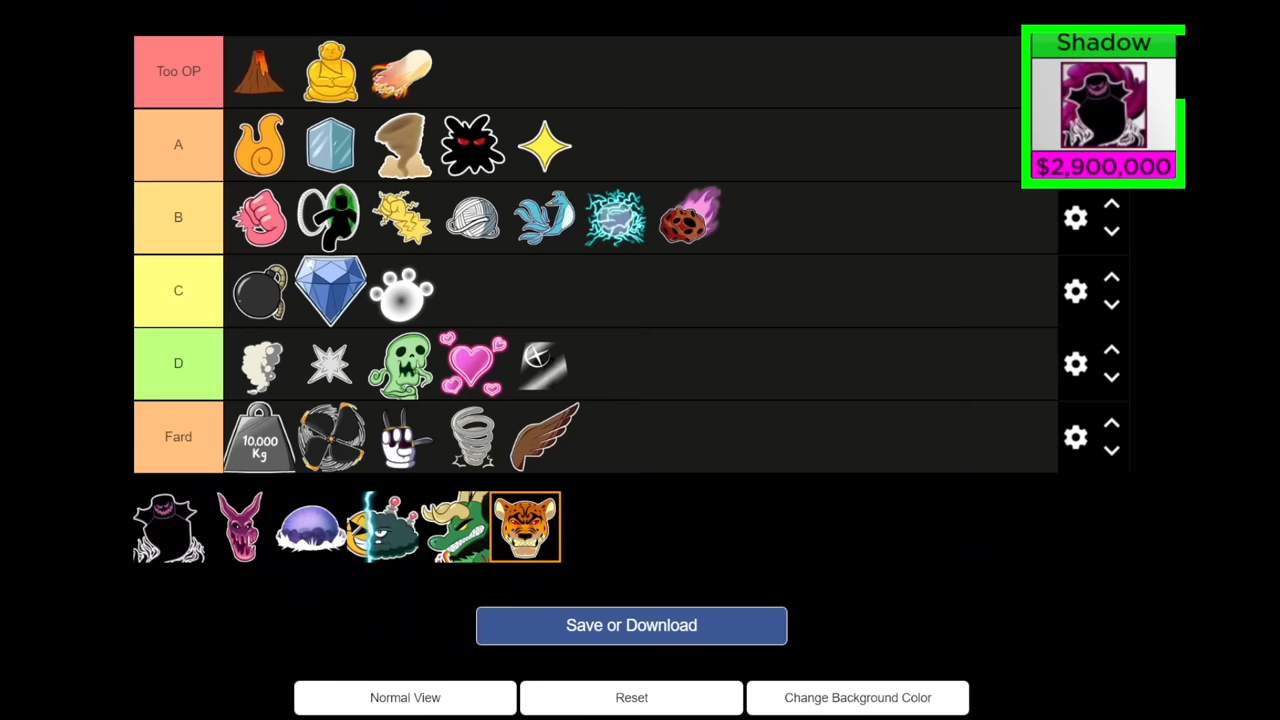 Shadow
$2,900,000
Too OP
A
B
C
D
Fard
10,000
Kg
Save or Download
Normal View
Reset
Change Background Color